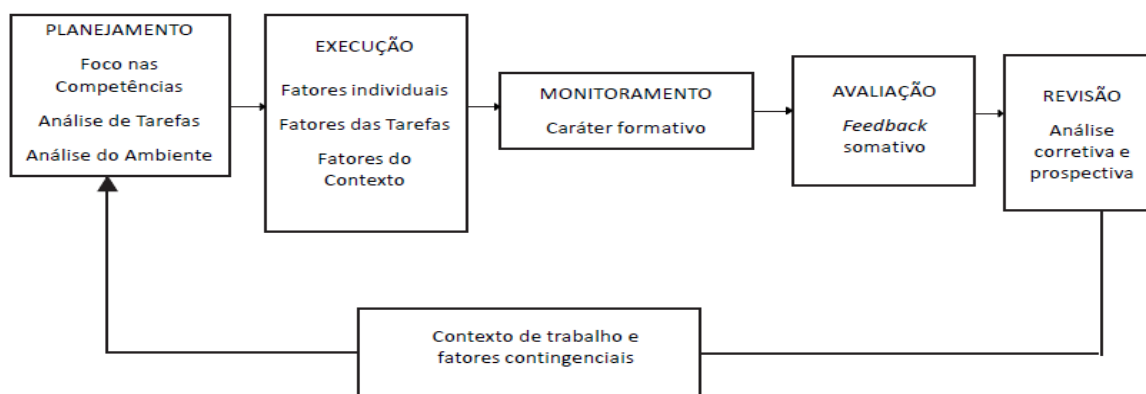 PLANEJAMENTO
Foco nas
Competências
Análise de Tarefas
Análise do Ambiente
EXECUÇÃO
Fatores individuais
Fatores das Tarefas
Fatores do
Contexto
MONITORAMENTO
Caráter formativo
AVALIAÇÃO
Feedback
somativo
REVISÃO
Análise
corretiva e
prospectiva
Contexto de trabalho e
fatores contingenciais